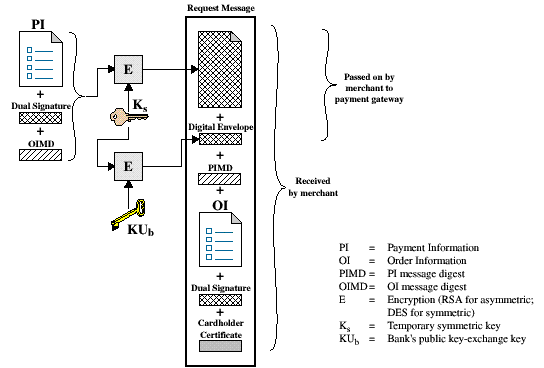 Request Message
PI
+
Dual Signature
+
OIMD
E
K_s
E
KU_b
+
Digital Envelope
+
PIMD
+
OI
+
Dual Signature
+
Cardholder
Certificate
Passed on by
merchant to
payment gateway
Received
by merchant
PI = Payment Information
OI = Order Information
PIMD = PI message digest
OIMD = OI message digest
E = Encryption (RSA for asymmetric;
DES for symmetric)
K_s = Temporary symmetric key
KU_b = Bank's public key-exchange key